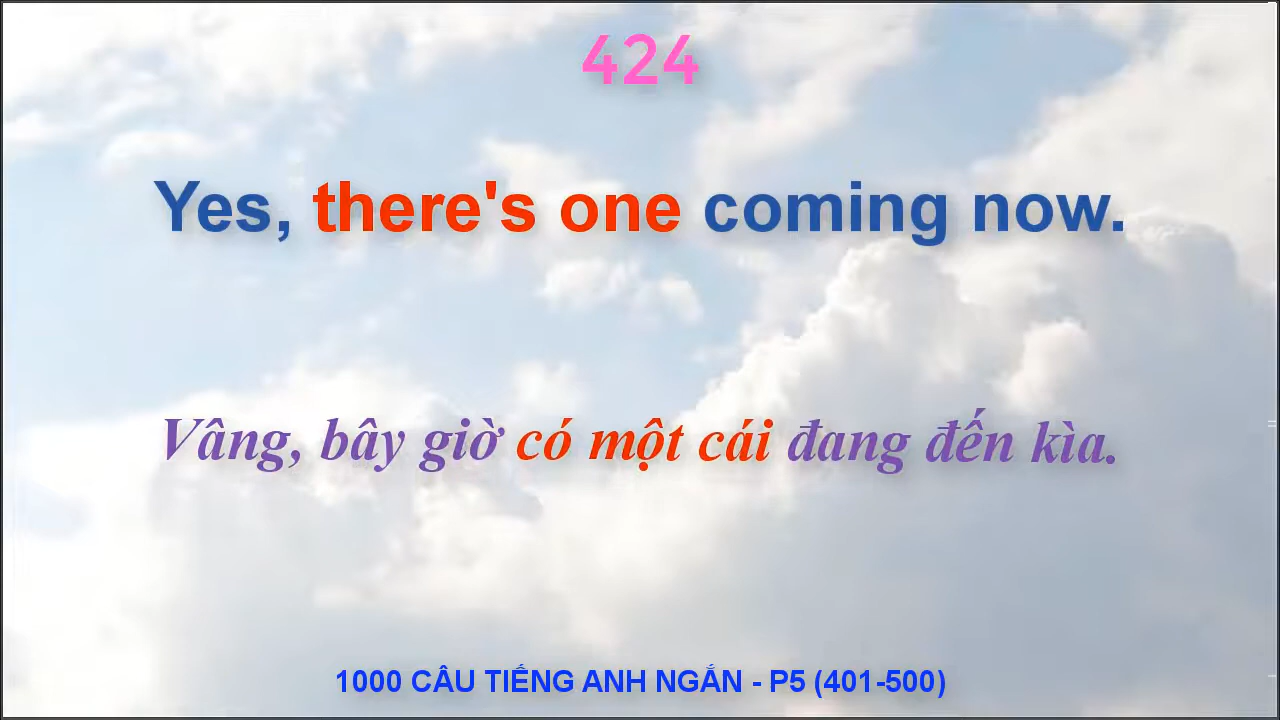 424
Yes, there's one coming now.
Vâng, bây giờ có một cái đang đến kìa.
1000 CÂU TIẾNG ANH NGẮN - P5 (401-500)